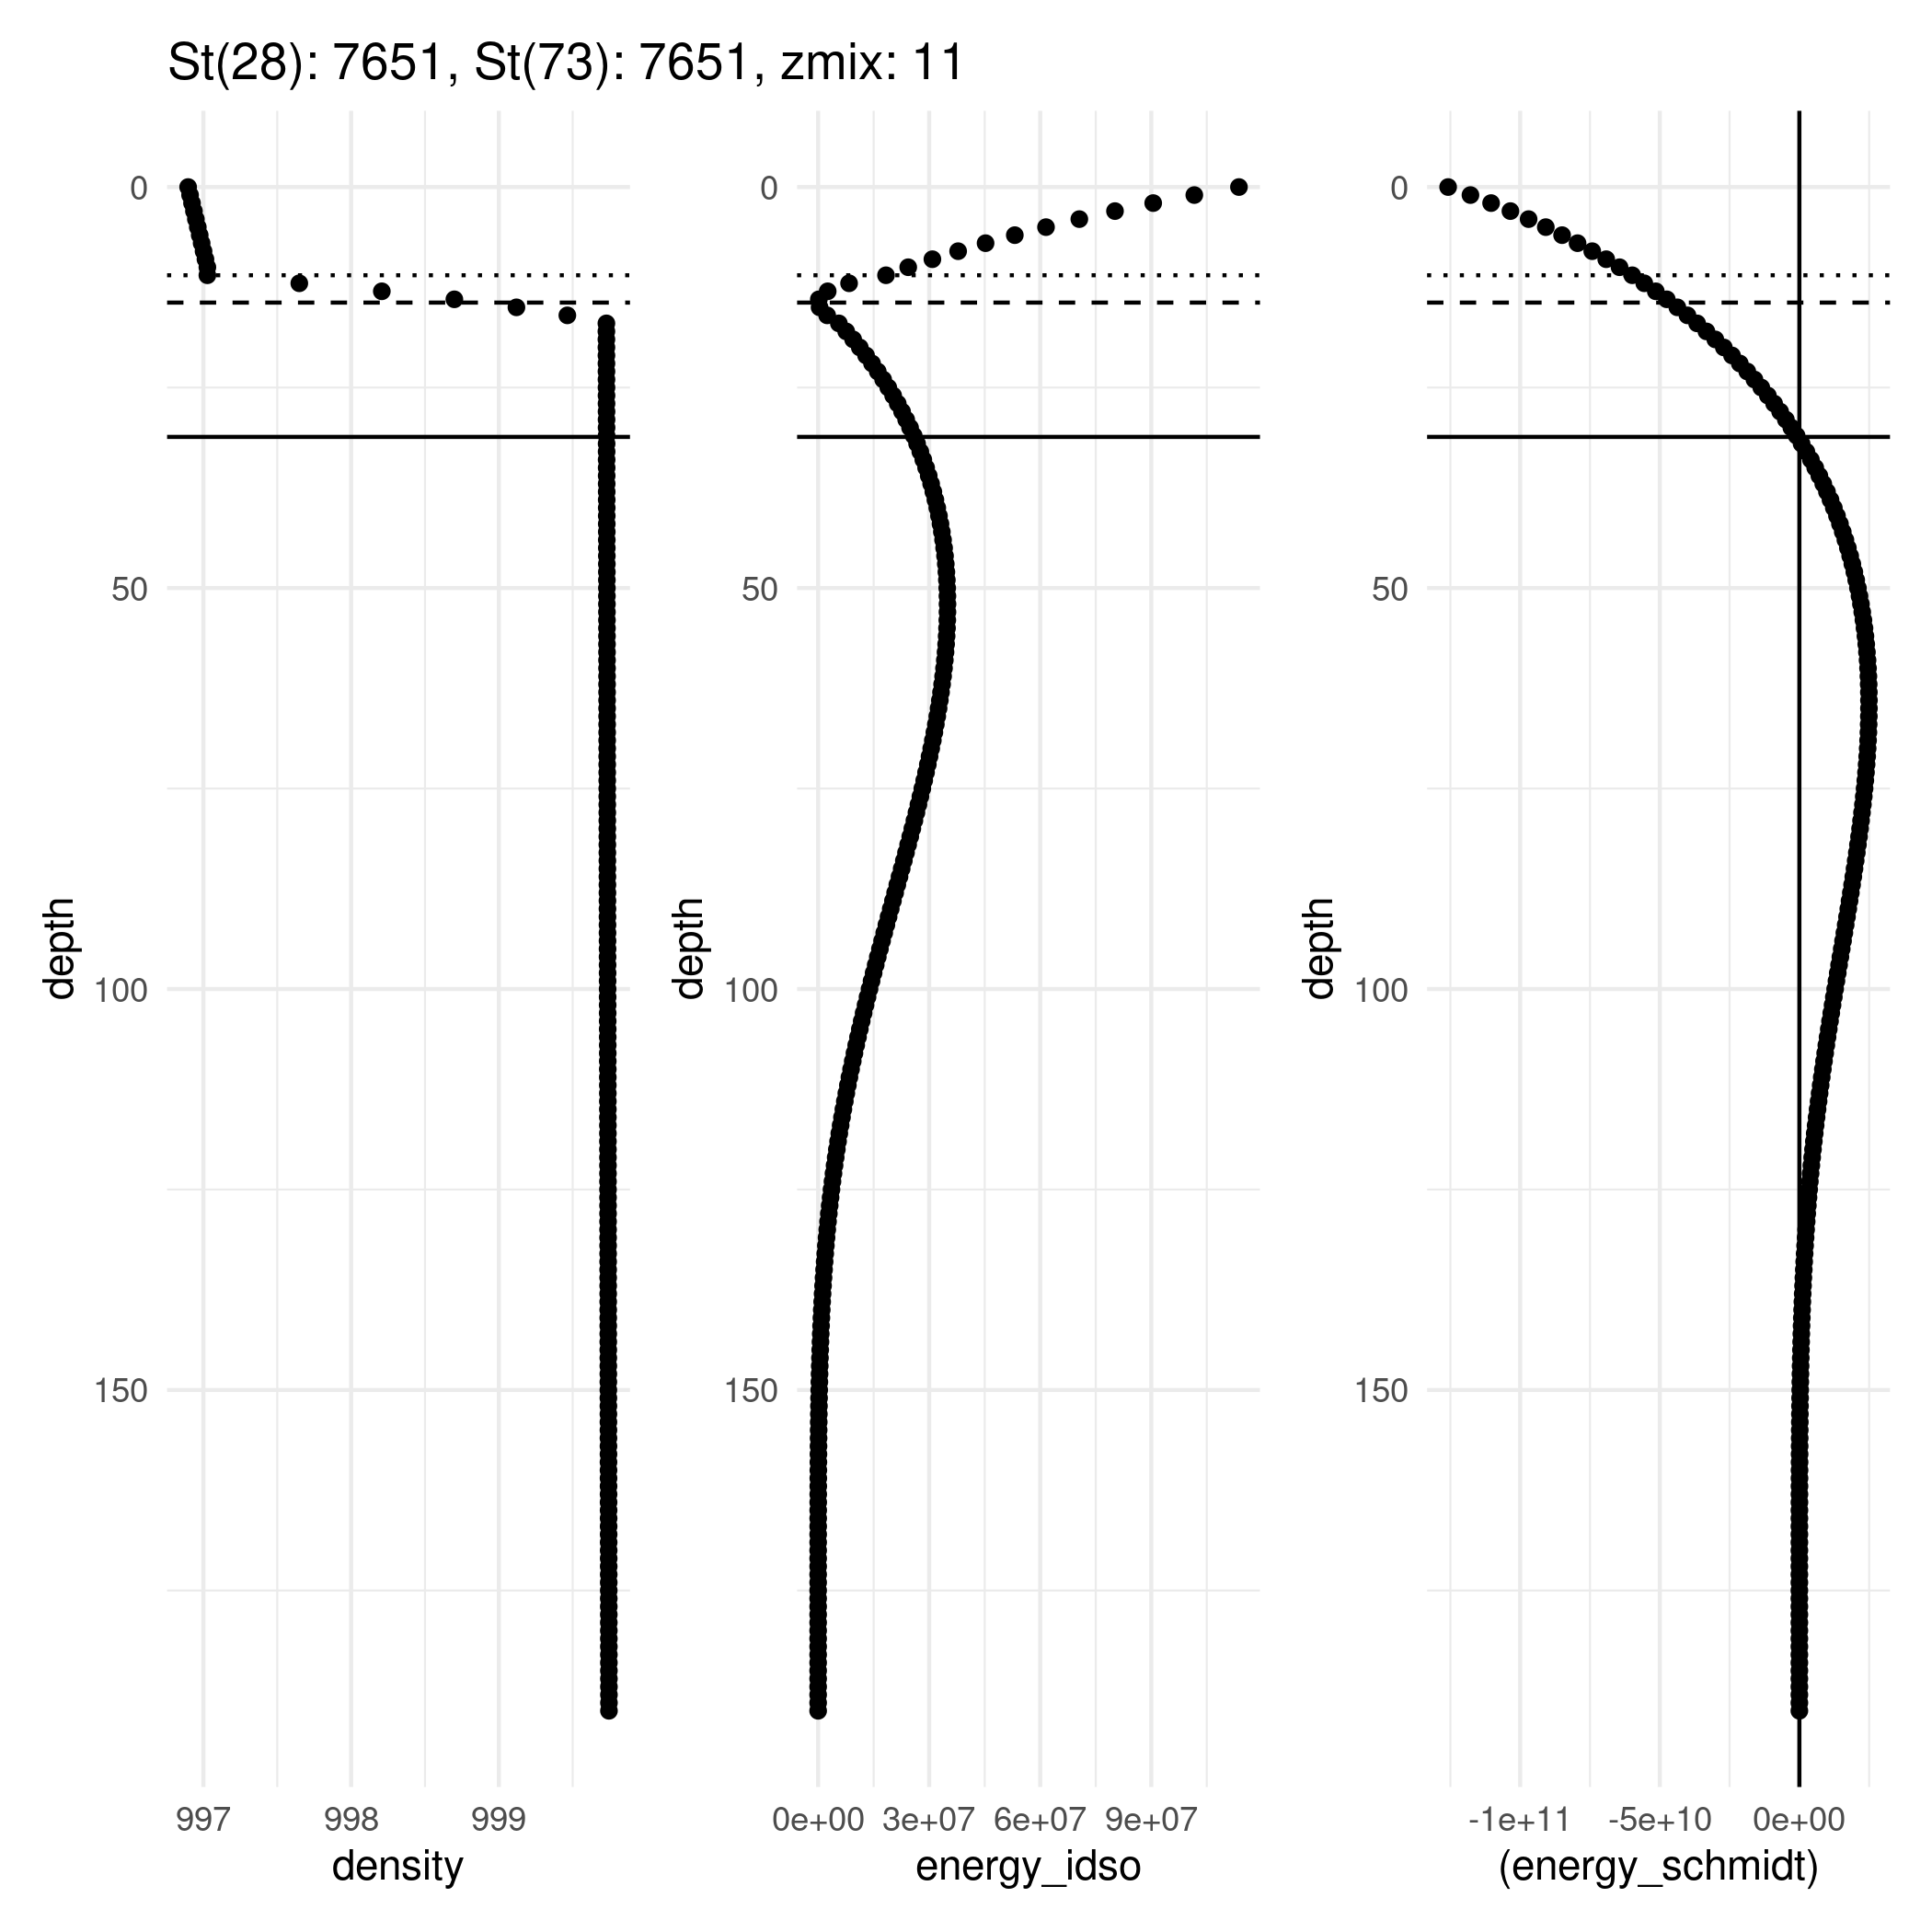 St(28): 7651, St(73): 7651, zmix: 11
0
50
100
150
depth
997
998
999
density
0
50
100
150
depth
0e+00
3e+07
6e+07
9e+07
energy_idso
0
50
100
150
depth
-1e+11
-5e+10
0e+00
(energy_schmidt)